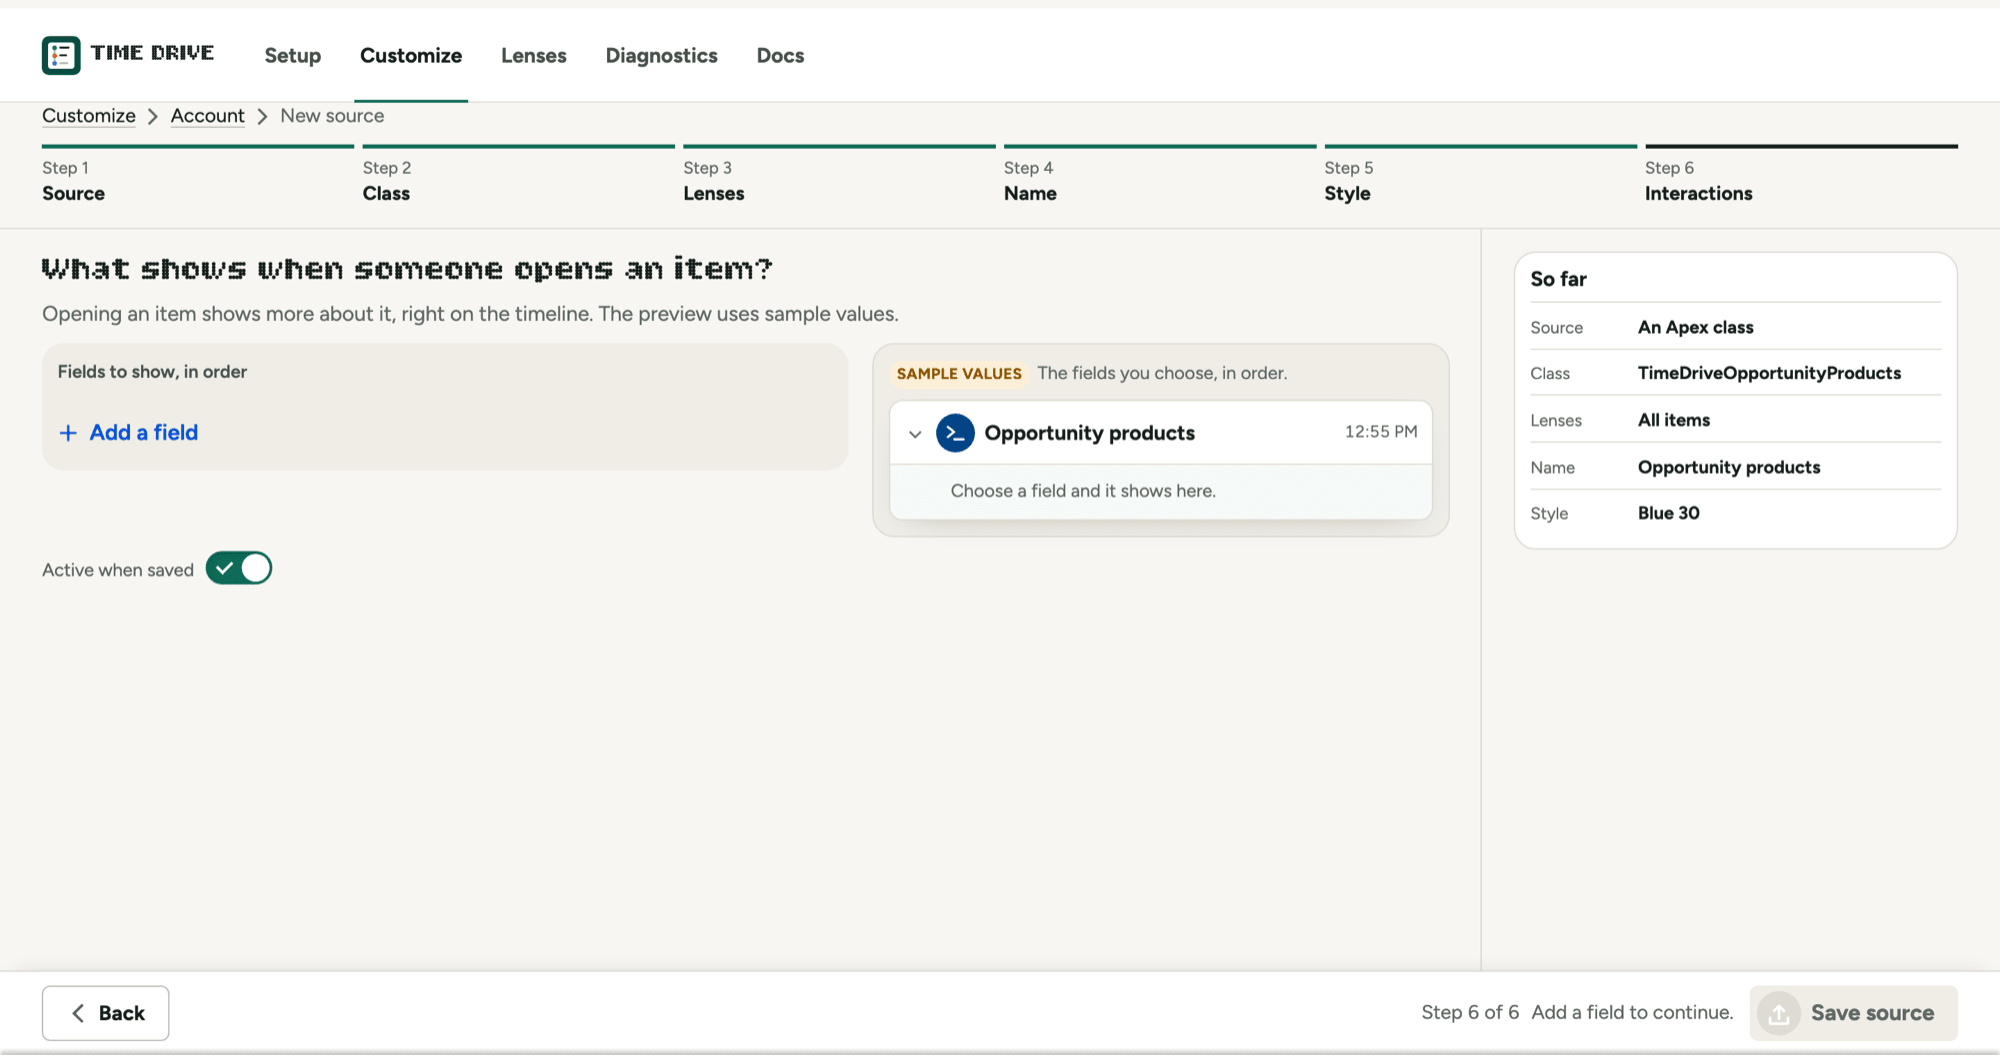 TIME DRIVE
Setup
Customize
Lenses
Diagnostics
Docs
Customize > Account > New source
Step 1
Source
Step 2
Class
Step 3
Lenses
Step 4
Name
Step 5
Style
Step 6
Interactions
What shows when someone opens an item?
Opening an item shows more about it, right on the timeline. The preview uses sample values.
Fields to show, in order
+ Add a field
SAMPLE VALUES The fields you choose, in order.
Opportunity products 12:55 PM
Choose a field and it shows here.
Active when saved
So far
Source An Apex class
Class TimeDriveOpportunityProducts
Lenses All items
Name Opportunity products
Style Blue 30
Back
Step 6 of 6 Add a field to continue.
Save source